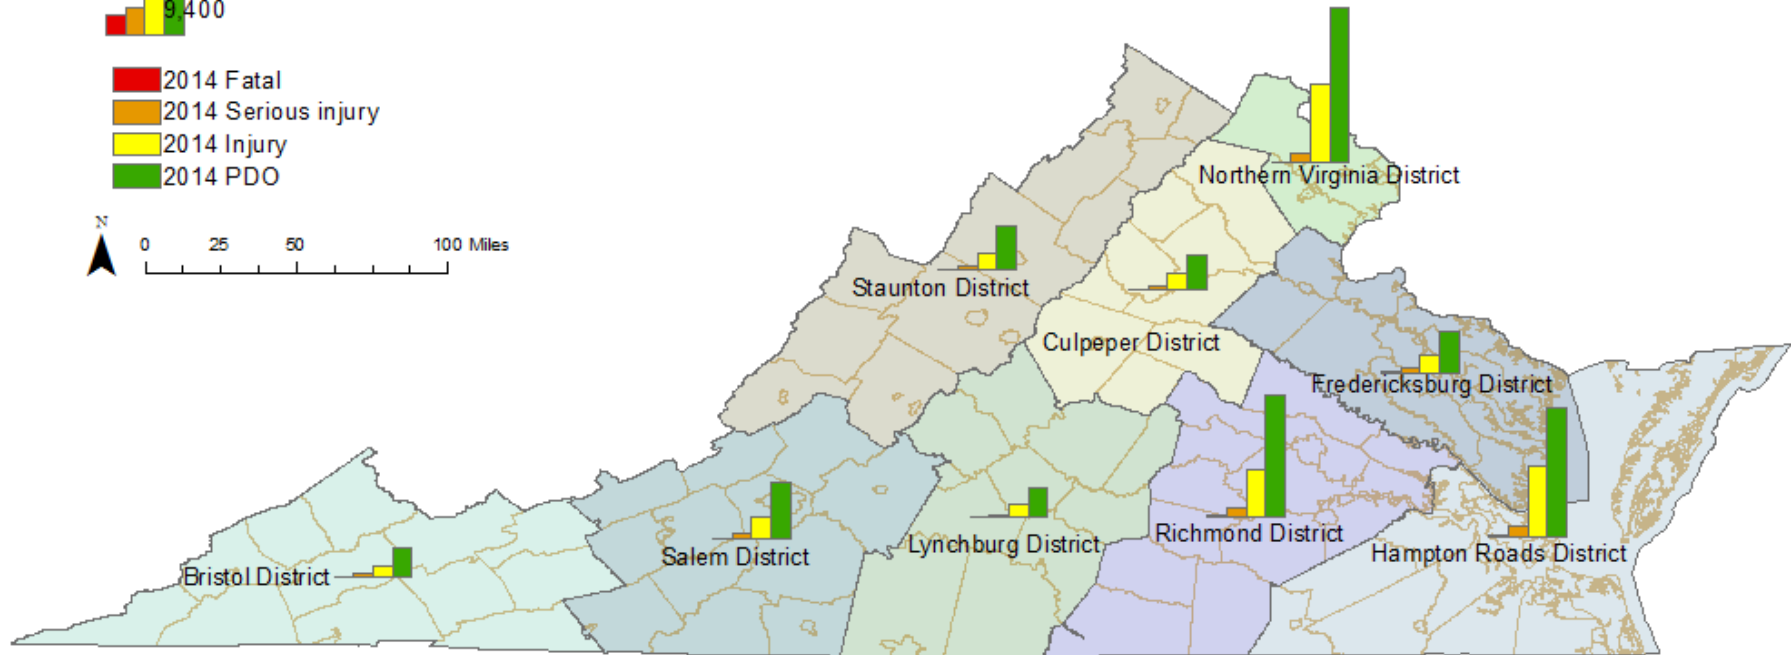 9,400
2014 Fatal
2014 Serious injury
2014 Injury
2014 PDO
N
0 25 50 100 Miles
Northern Virginia District
Staunton District
Culpeper District
Fredericksburg District
Richmond District
Lynchburg District
Hampton Roads District
Salem District
Bristol District